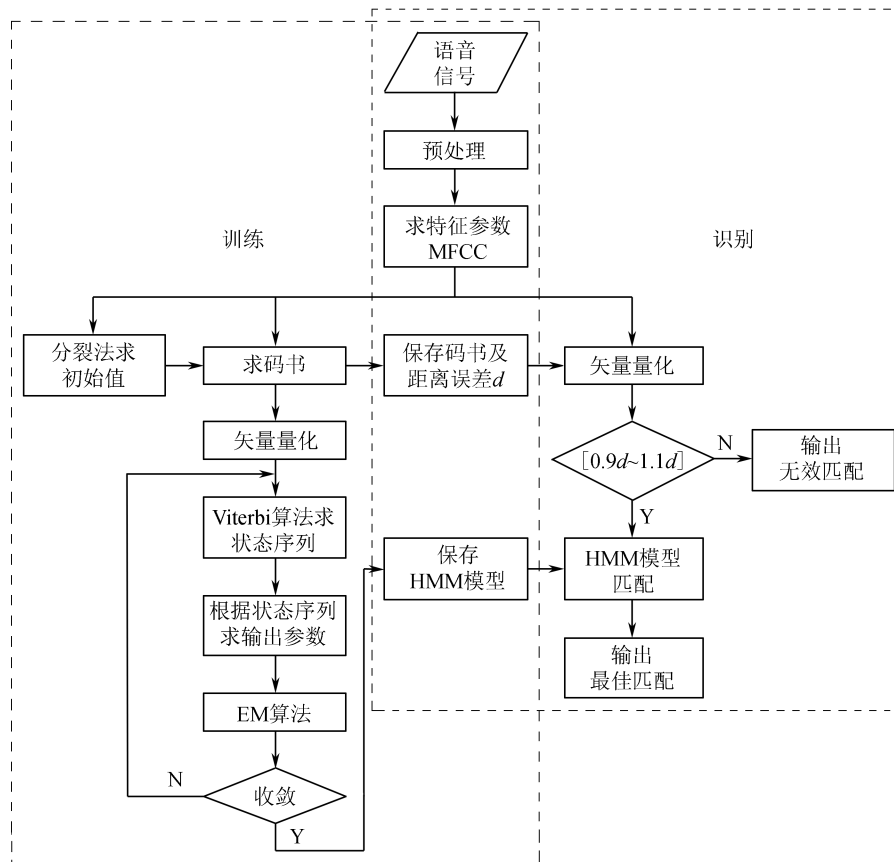 语音
信号
预处理
求特征参数
MFCC
训练
识别
分裂法求
初始值
求码书
保存码书及
距离误差d
矢量量化
矢量量化
[0.9d~1.1d]
N
输出
无效匹配
Y
Viterbi算法求
状态序列
保存
HMM模型
HMM模型
匹配
根据状态序列
求输出参数
输出
最佳匹配
EM算法
N
收敛
Y